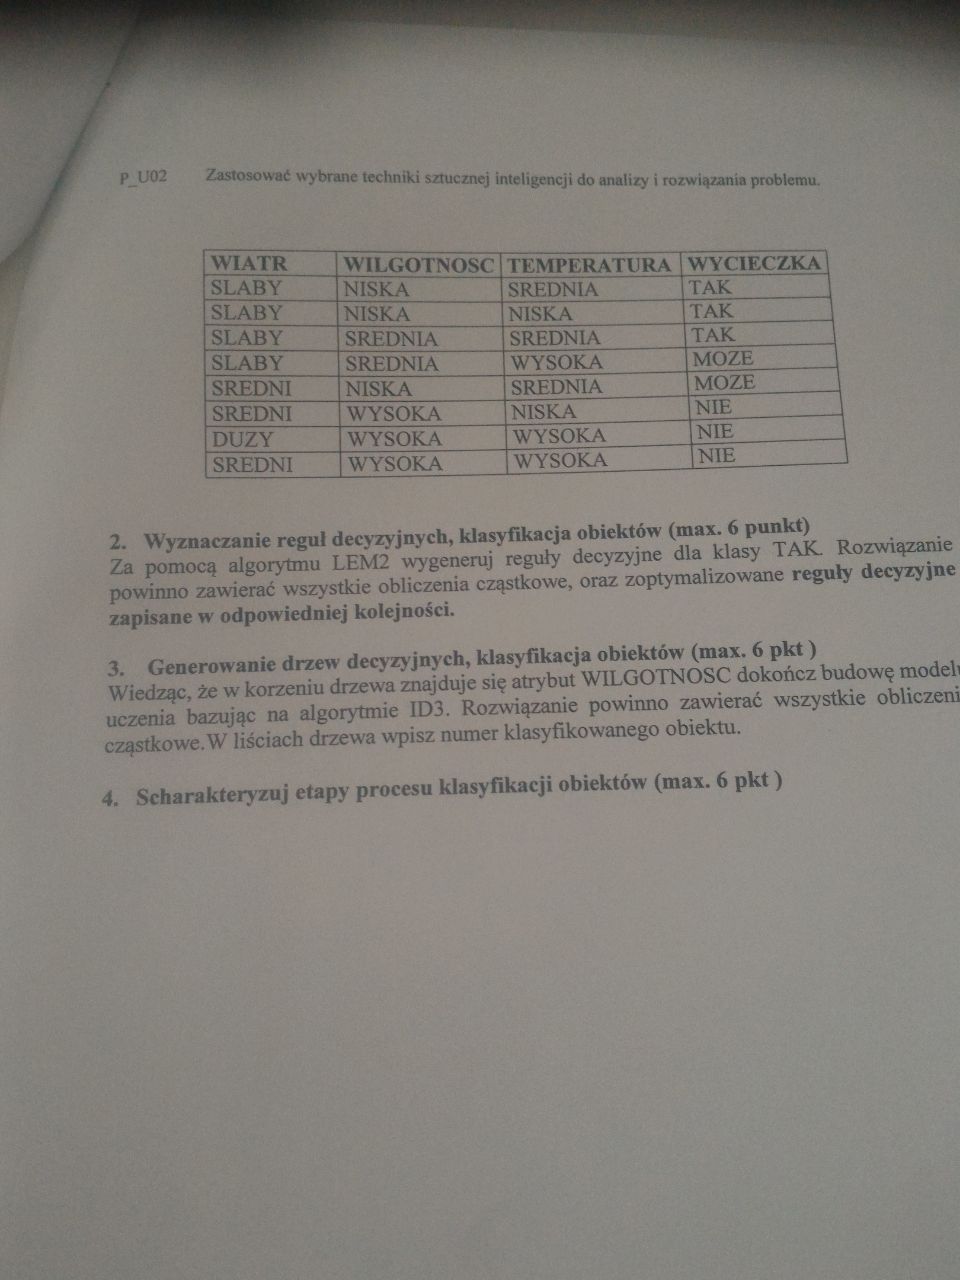 P_U02 Zastosować wybrane techniki sztucznej inteligencji do analizy i rozwiązania problemu.
WIATR WILGOTNOSC TEMPERATURA WYCIECZKA
SLABY NISKA SREDNIA TAK
SLABY NISKA NISKA TAK
SLABY SREDNIA SREDNIA TAK
SLABY SREDNIA WYSOKA MOZE
SREDNI NISKA SREDNIA MOZE
SREDNI WYSOKA NISKA NIE
DUZY WYSOKA WYSOKA NIE
SREDNI WYSOKA WYSOKA NIE
2. Wyznaczanie reguł decyzyjnych, klasyfikacja obiektów (max. 6 punkt)
Za pomocą algorytmu LEM2 wygeneruj reguły decyzyjne dla klasy TAK. Rozwiązanie
powinno zawierać wszystkie obliczenia cząstkowe, oraz zoptymalizowane reguły decyzyjne
zapisane w odpowiedniej kolejności.
3. Generowanie drzew decyzyjnych, klasyfikacja obiektów (max. 6 pkt )
Wiedząc, że w korzeniu drzewa znajduje się atrybut WILGOTNOSC dokończ budowę
uczenia bazując na algorytmie ID3. Rozwiązanie powinno zawierać wszystkie
cząstkowe.W liściach drzewa wpisz numer klasyfikowanego obiektu.
4. Scharakteryzuj etapy procesu klasyfikacji obiektów (max. 6 pkt )